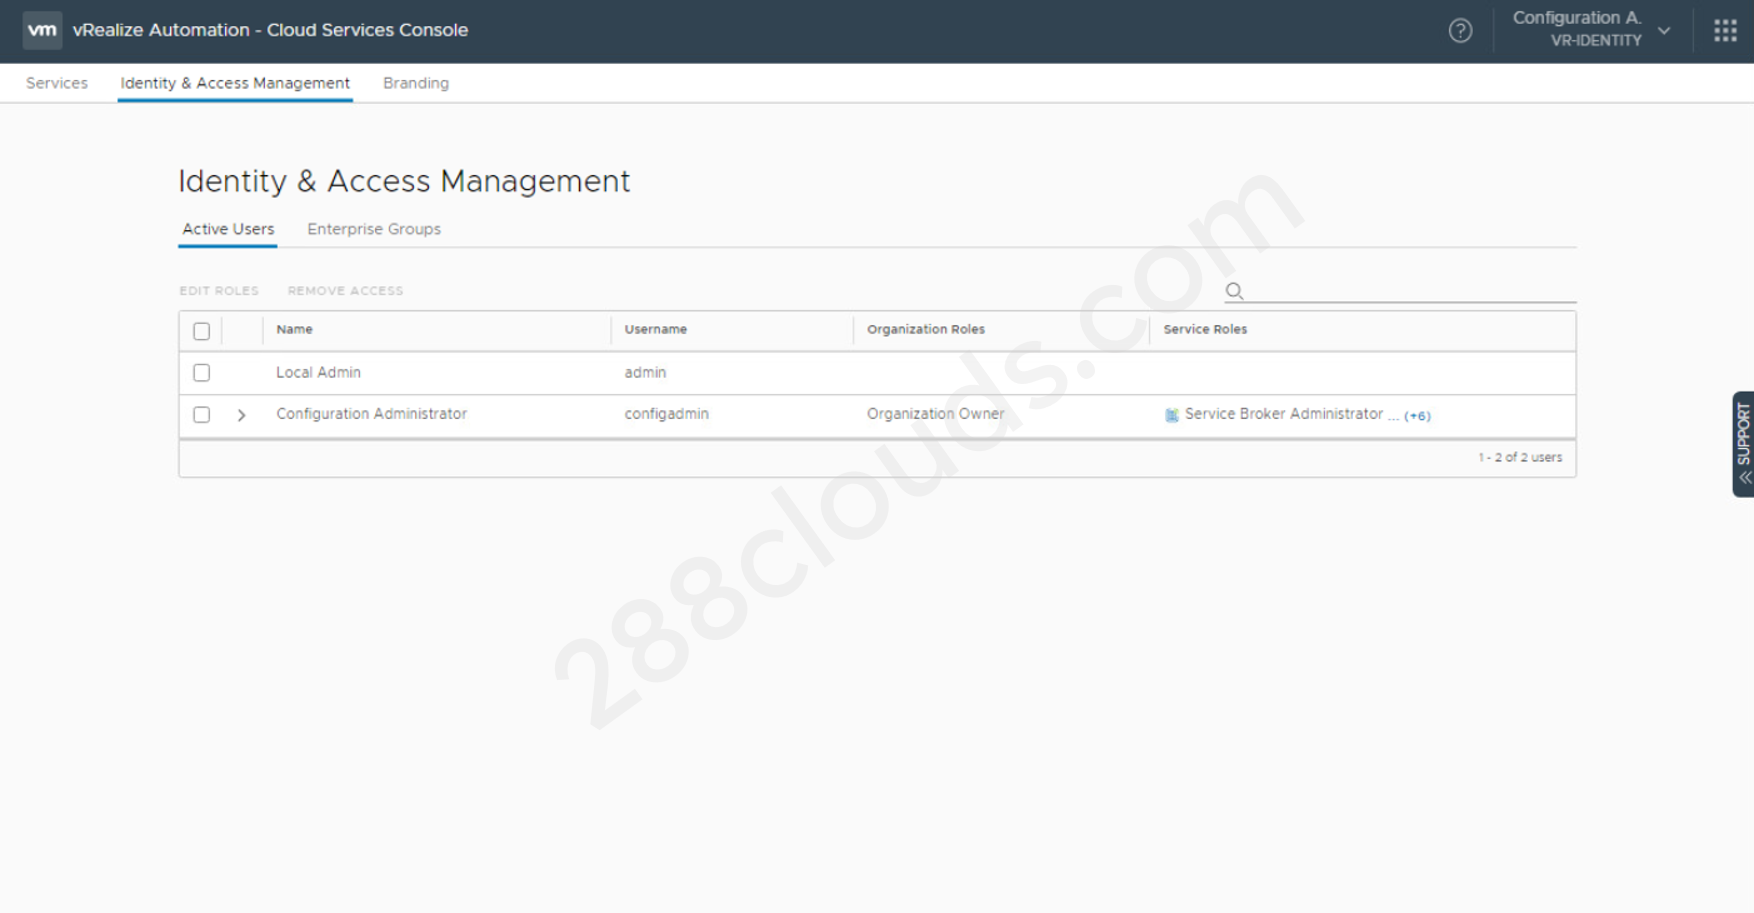 vm vRealize Automation - Cloud Services Console
Configuration A.
VR-IDENTITY
Services Identity & Access Management Branding
Identity & Access Management
Active Users Enterprise Groups
EDIT ROLES REMOVE ACCESS
Name Username Organization Roles Service Roles
Local Admin admin
Configuration Administrator configadmin Organization Owner Service Broker Administrator ... (+6)
1 - 2 of 2 users
SUPPORT
288clouds.com